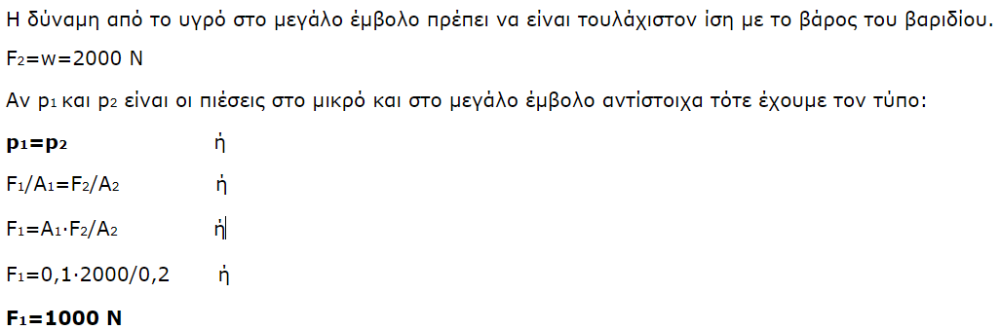 Η δύναμη από το υγρό στο μεγάλο έμβολο πρέπει να είναι τουλάχιστον ίση με το βάρος του βαριδίου.
F₂=w=2000 N
Αν p₁ και p₂ είναι οι πιέσεις στο μικρό και στο μεγάλο έμβολο αντίστοιχα τότε έχουμε τον τύπο:
p₁=p₂ ή
F₁/A₁=F₂/A₂ ή
F₁=A₁·F₂/A₂ ή
F₁=0,1·2000/0,2 ή
F₁=1000 N